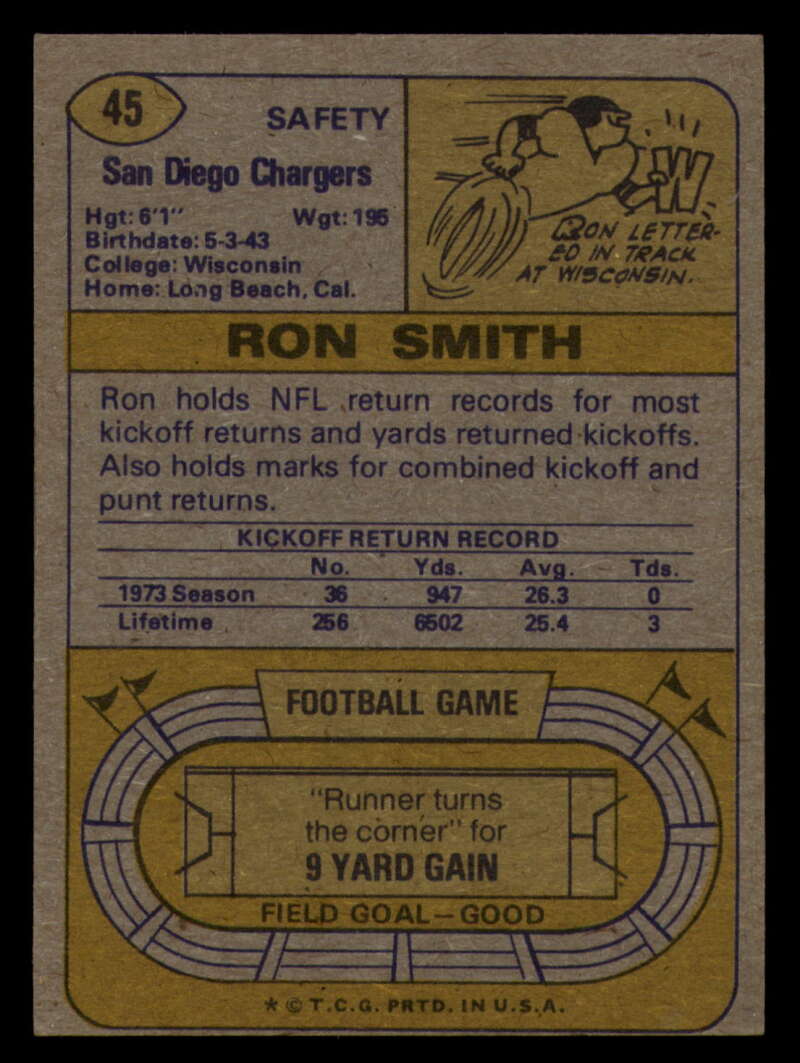 45
SAFETY
San Diego Chargers
Hgt: 6'1" Wgt: 195
Birthdate: 5-3-43
College: Wisconsin
Home: Long Beach, Cal.
W
RON LETTER-
ED IN TRACK
AT WISCONSIN.
RON SMITH
Ron holds NFL return records for most
kickoff returns and yards returned kickoffs.
Also holds marks for combined kickoff and
punt returns.
KICKOFF RETURN RECORD
No. Yds. Avg. Tds.
1973 Season 36 947 26.3 0
Lifetime 256 6502 25.4 3
FOOTBALL GAME
"Runner turns
the corner" for
9 YARD GAIN
FIELD GOAL—GOOD
* © T.C.G. PRTD. IN U.S.A.